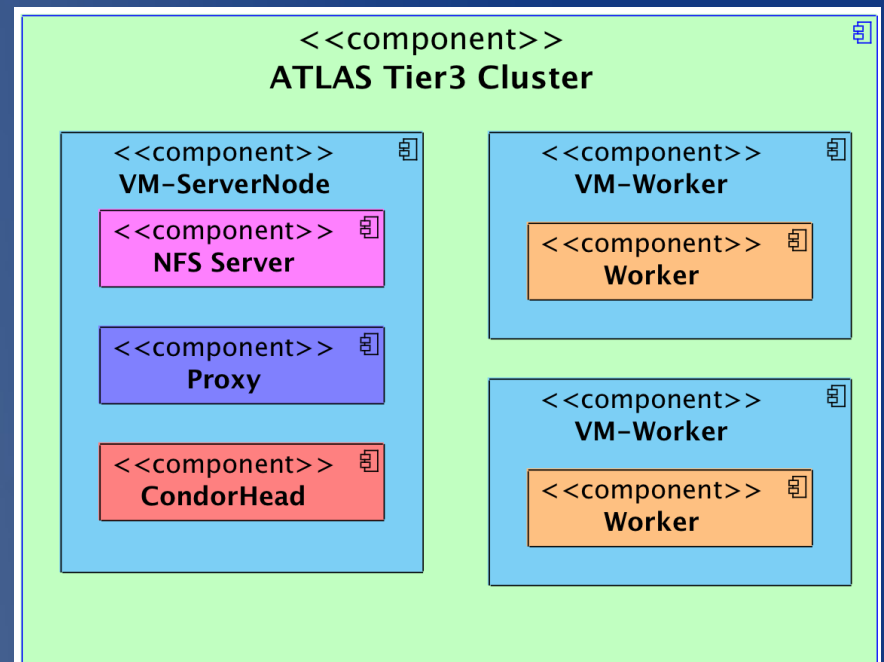 <<component>>
ATLAS Tier3 Cluster
<<component>>
VM-ServerNode
<<component>>
NFS Server
<<component>>
Proxy
<<component>>
CondorHead
<<component>>
VM-Worker
<<component>>
Worker
<<component>>
VM-Worker
<<component>>
Worker